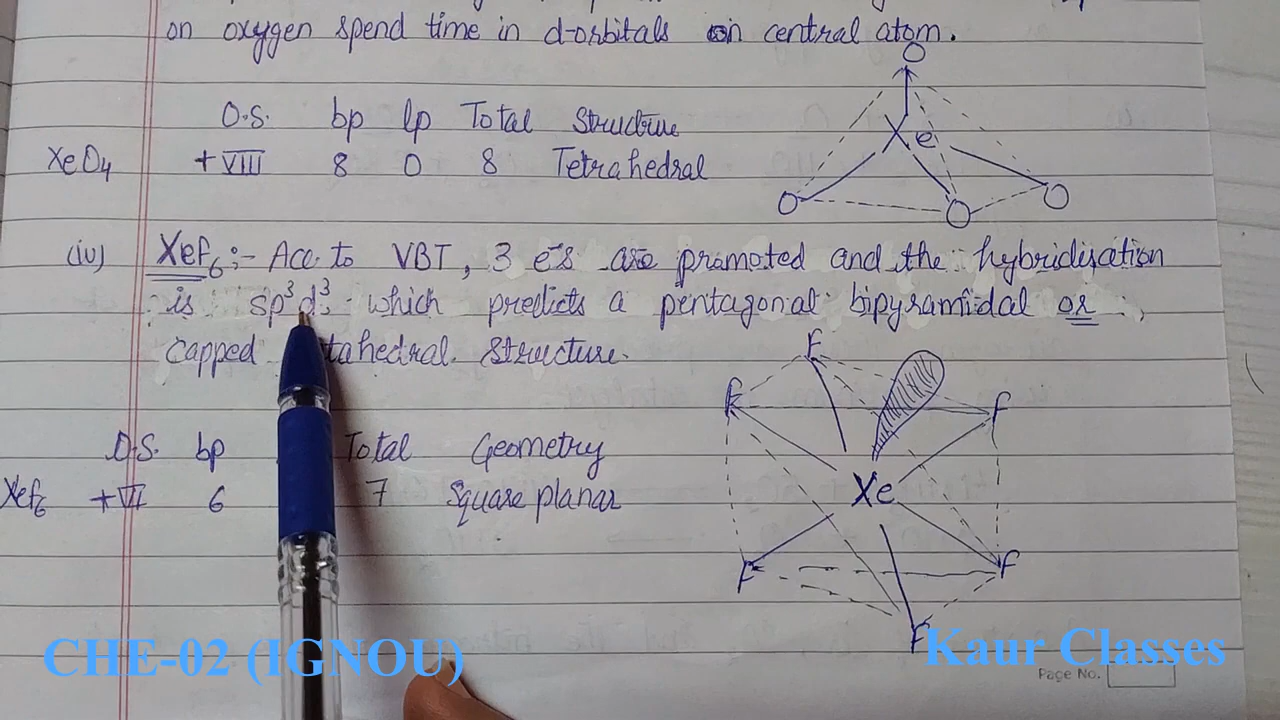 on oxygen spend time in d-orbitals on central atom.
O.S. bp lp Total Structure
XeO4 +VIII 8 0 8 Tetrahedral
O
Xe
O O O
(iv) Xef6:- Acc. to VBT, 3 e-s are promoted and the hybridisation
is sp³d³ which predicts a pentagonal bipyramidal or
capped structure.
F
F F
O.S. bp Total Geometry
Xef6 +VI 6 7 Square planar
Xe
F F
F
CHE-02 (IGNOU)
Kaur Classes
Page No.